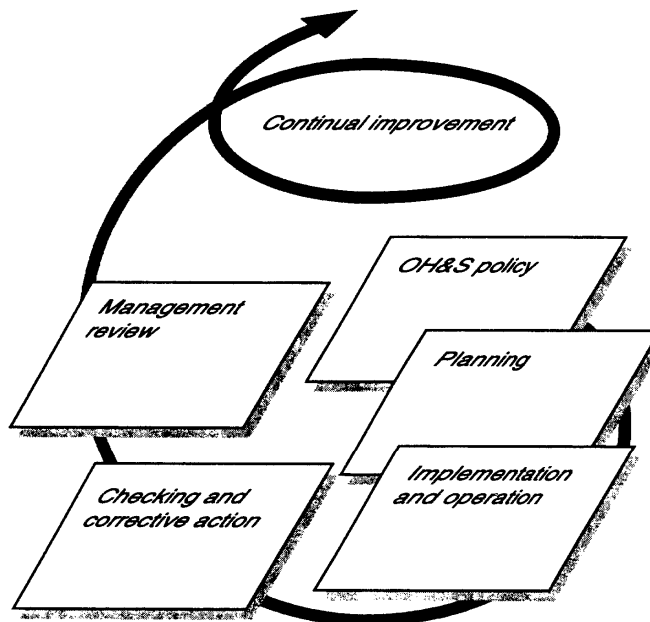 Continual improvement
OH&S policy
Management
review
Planning
Implementation
and operation
Checking and
corrective action